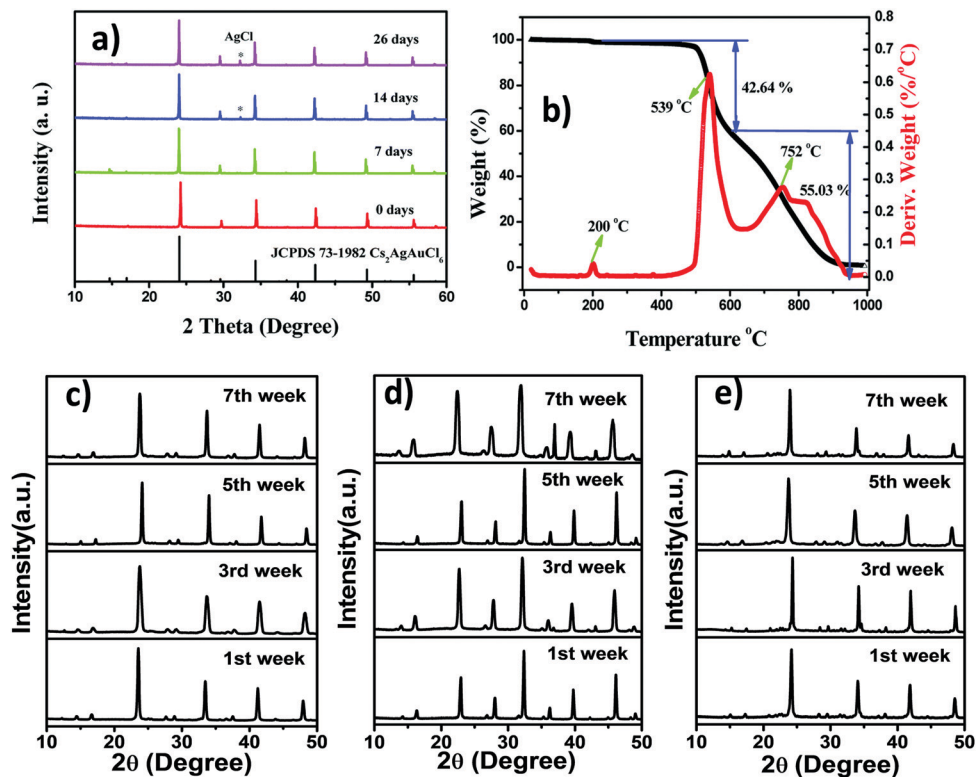 a)
AgCl
26 days
*
14 days
*
7 days
0 days
JCPDS 73-1982 Cs₂AgAuCl₆
Intensity (a. u.)
10 20 30 40 50 60
2 Theta (Degree)
b)
100
80
60
40
20
0
Weight (%)
0.8
0.7
0.6
0.5
0.4
0.3
0.2
0.1
0.0
Deriv. Weight (%/°C)
42.64 %
539 °C
752 °C
55.03 %
200 °C
0 200 400 600 800 1000
Temperature °C
c)
7th week
5th week
3rd week
1st week
Intensity(a.u.)
10 20 30 40 50
2θ (Degree)
d)
7th week
5th week
3rd week
1st week
Intensity(a.u.)
10 20 30 40 50
2θ (Degree)
e)
7th week
5th week
3rd week
1st week
Intensity(a.u.)
10 20 30 40 50
2θ (Degree)